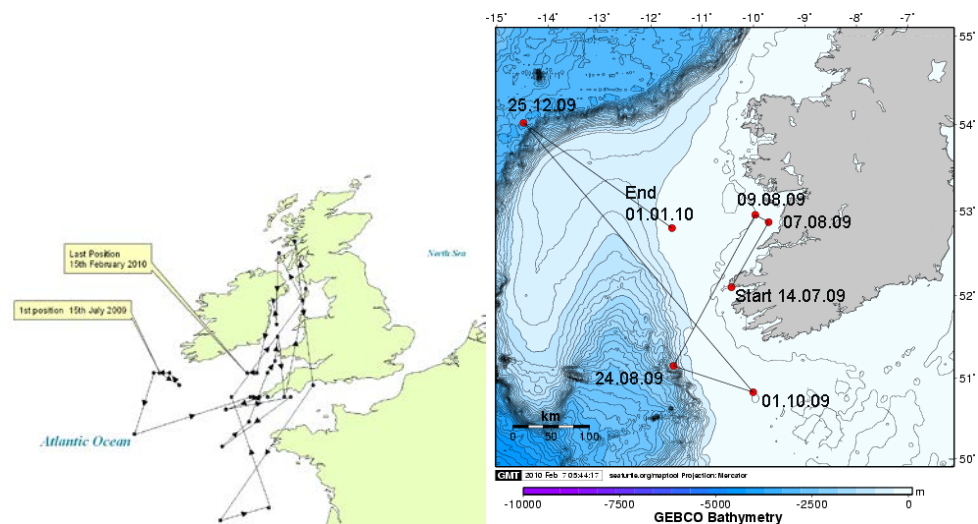 North Sea
Last Position
15th February 2010
1st position 15th July 2009
Atlantic Ocean
-15° -14° -13° -12° -11° -10° -9° -8° -7°
55°
25.12.09
54°
End
01.01.10
09.08.09
53°
07.08.09
52°
Start 14.07.09
24.08.09
51°
01.10.09
km
0 50 100
50°
GMT 2010 Feb 7 05:44:17 seaturtle.org/maptool Projection: Mercator
m
-10000 -7500 -5000 -2500 0
GEBCO Bathymetry